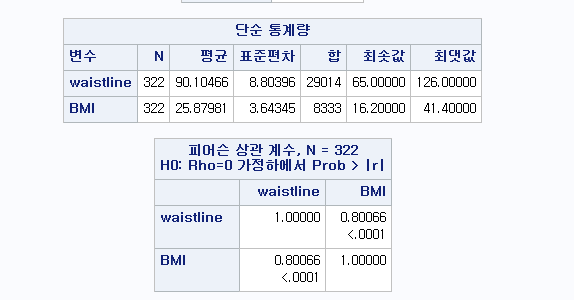 단순 통계량
변수 N 평균 표준편차 합 최솟값 최댓값
waistline 322 90.10466 8.80396 29014 65.00000 126.00000
BMI 322 25.87981 3.64345 8333 16.20000 41.40000
피어슨 상관 계수, N = 322
H0: Rho=0 가정하에서 Prob > |r|
waistline BMI
waistline 1.00000 0.80066
<.0001
BMI 0.80066 1.00000
<.0001